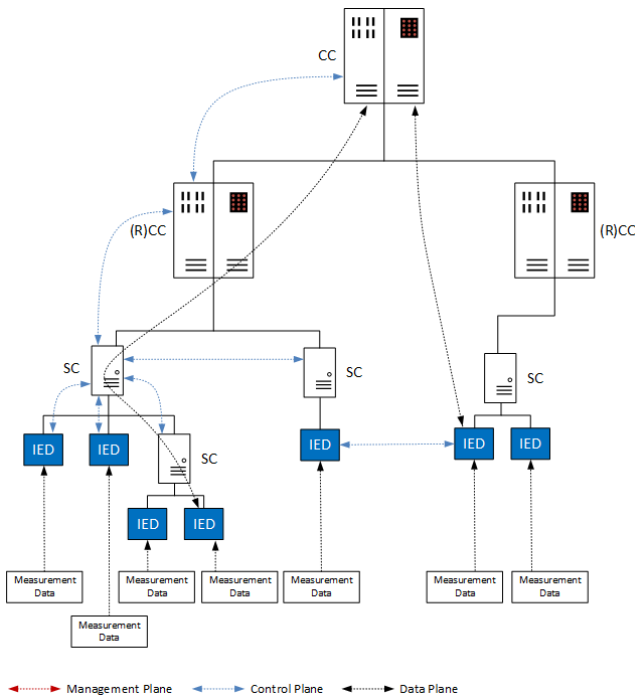 CC
(R)CC
(R)CC
SC
SC
SC
IED
IED
IED
IED
IED
SC
IED
IED
Measurement
Data
Measurement
Data
Measurement
Data
Measurement
Data
Measurement
Data
Measurement
Data
Measurement
Data
Management Plane
Control Plane
Data Plane